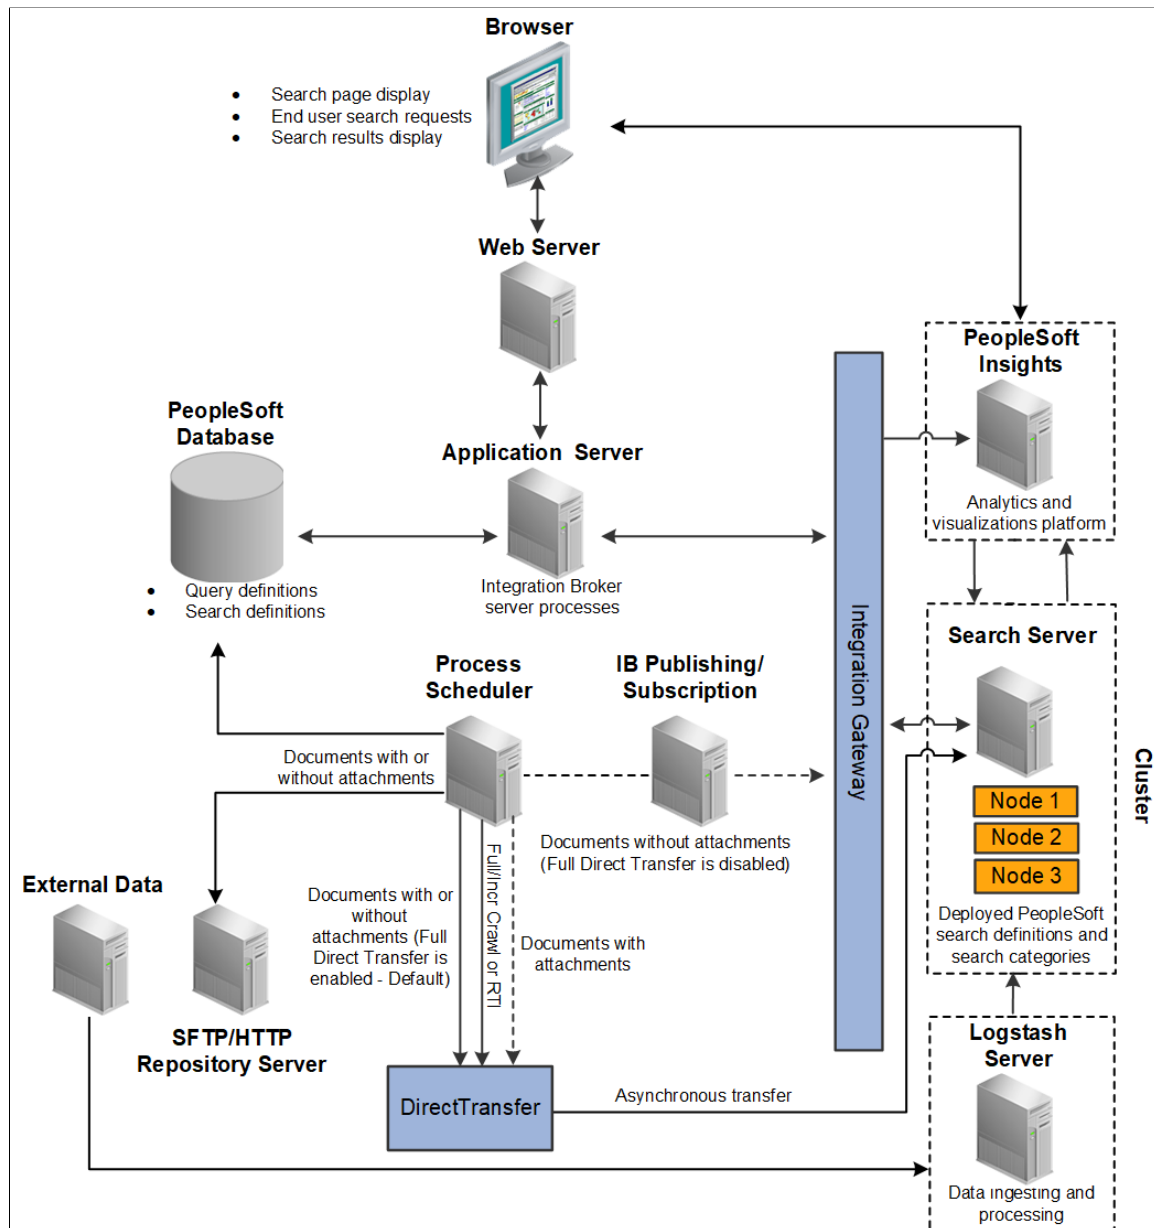 Browser
• Search page display
• End user search requests
• Search results display
Web Server
PeopleSoft
Insights
Analytics and
visualizations platform
PeopleSoft
Database
• Query definitions
• Search definitions
Application Server
Integration Broker
server processes
Integration Gateway
Search Server
Node 1
Node 2
Node 3
Deployed PeopleSoft
search definitions and
search categories
Cluster
Process
Scheduler
IB Publishing/
Subscription
Documents with or
without attachments
Documents without attachments
(Full Direct Transfer is disabled)
External Data
SFTP/HTTP
Repository Server
Documents with or
without
attachments (Full
Direct Transfer is
enabled - Default)
Full/Incr Crawl or RTI
Documents with
attachments
DirectTransfer
Asynchronous transfer
Logstash
Server
Data ingesting and
processing